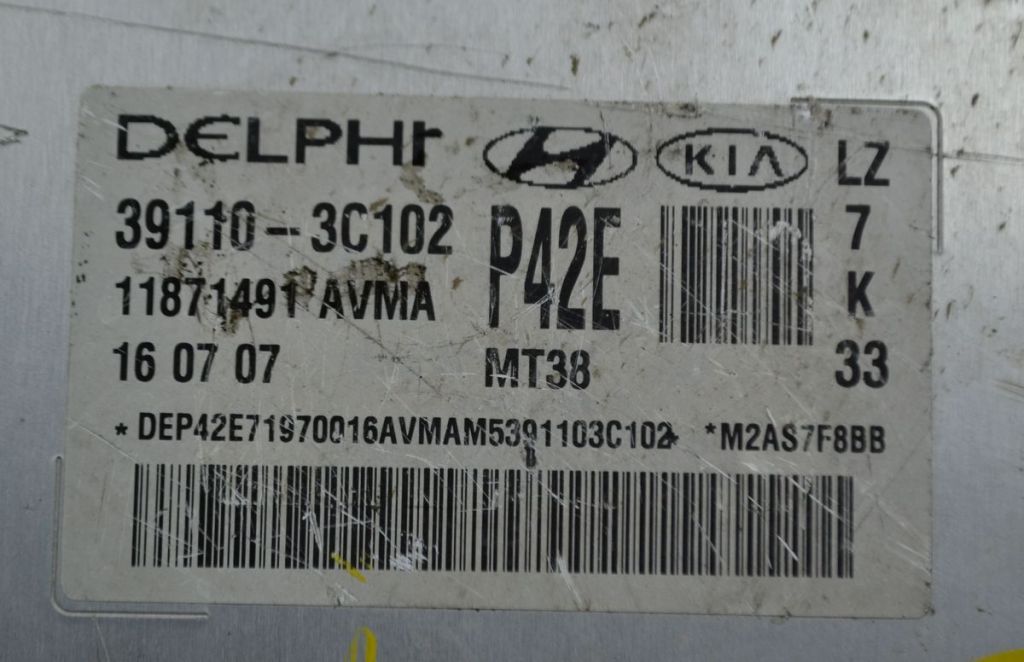 DELPHI KIA LZ
39110-3C102 P42E 7
11871491 AVMA K
16 07 07 MT38 33
*DEP42E71970016AVMAM5391103C102* *M2AS7F8BB